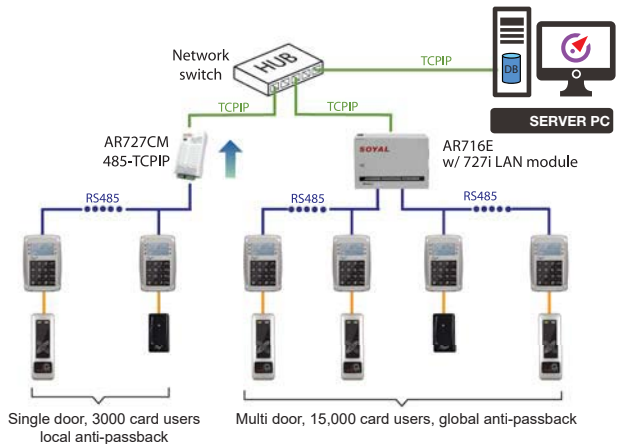 Network
switch
HUB
TCPIP
DB
SERVER PC
TCPIP
TCPIP
AR727CM
485-TCPIP
SOYAL
AR716E
w/ 727i LAN module
RS485
RS485
RS485
Single door, 3000 card users
local anti-passback
Multi door, 15,000 card users, global anti-passback